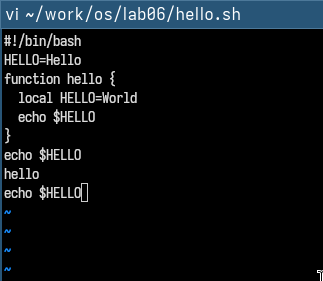 vi ~/work/os/lab06/hello.sh
#!/bin/bash
HELLO=Hello
function hello {
  local HELLO=World
  echo $HELLO
}
echo $HELLO
hello
echo $HELLO
~
~
~
~